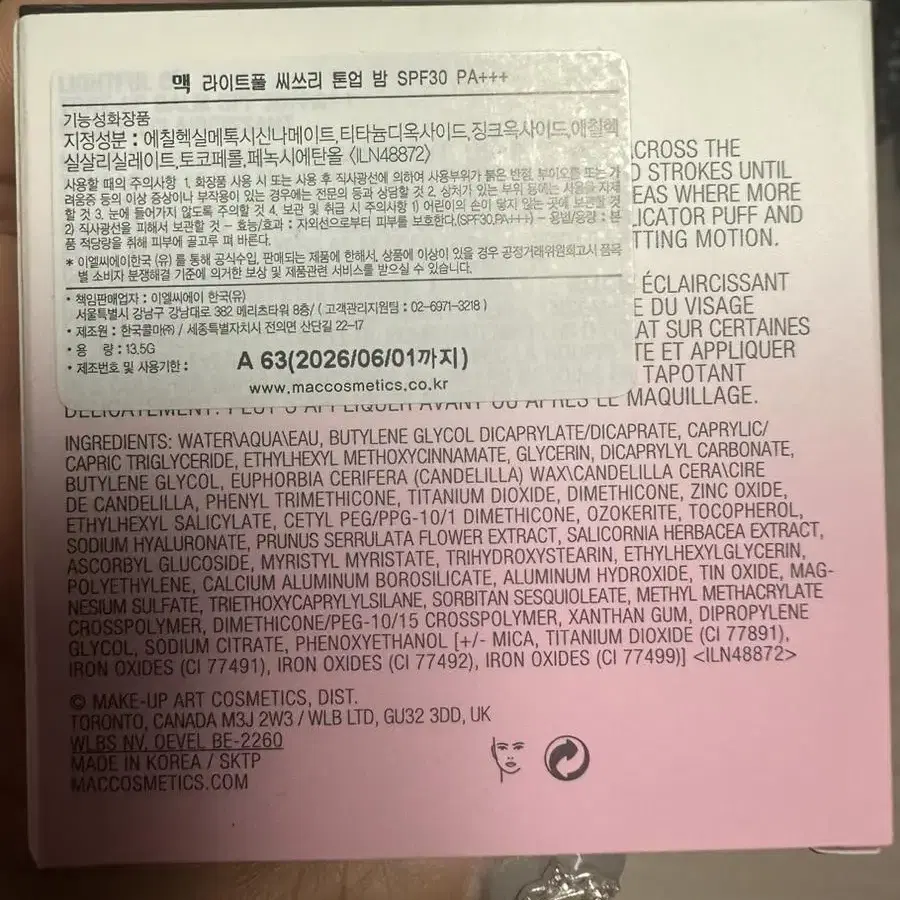 맥 라이트풀 씨쓰리 톤업 밤 SPF30 PA+++
기능성화장품
지정성분 : 에칠헥실메톡시신나메이트,티타늄디옥사이드,징크옥사이드,에칠헥
실살리실레이트,토코페롤,페녹시에탄올 <ILN48872>
사용할 때의 주의사항 1. 화장품 사용 시 또는 사용 후 직사광선에 의하여 사용부위가 붉은 반점, 부어오름 또는 가
려움증 등의 이상 증상이나 부작용이 있는 경우에는 전문의 등과 상담할 것 2. 상처가 있는 부위 등에는 사용을 자제
할 것 3. 눈에 들어가지 않도록 주의할 것 4. 보관 및 취급 시 주의사항 1) 어린이의 손이 닿지 않는 곳에 보관할 것
2) 직사광선을 피해서 보관할 것 - 효능/효과 : 자외선으로부터 피부를 보호한다.(SPF30,PA+++) - 용법/용량 : 본
품 적당량을 취해 피부에 골고루 펴 바른다.
* 이엘씨에이한국 (유) 를 통해 공식수입, 판매되는 제품에 한해서, 상품에 이상이 있을 경우 공정거래위원회고시 품목
별 소비자 분쟁해결 기준에 의거한 보상 및 제품관련 서비스를 받으실 수 있습니다.
• 책임판매업자 : 이엘씨에이 한국(유)
서울특별시 강남구 강남대로 382 메리츠타워 8층/ ( 고객관리지원팀 : 02-6971-3218 )
• 제조원 : 한국콜마㈜ / 세종특별자치시 전의면 산단길 22-17
• 용 량 : 13.5G
• 제조번호 및 사용기한 : A 63(2026/06/01까지)
www.maccosmetics.co.kr
ACROSS THE
STROKES UNTIL
EAS WHERE MORE
LICATOR PUFF AND
TTING MOTION.
ÉCLAIRCISSANT
E DU VISAGE
AT SUR CERTAINES
TE ET APPLIQUER
TAPOTANT
DÉLICATEMENT. PEUT S'APPLIQUER AVANT OU APRÈS LE MAQUILLAGE.
INGREDIENTS: WATER\AQUA\EAU, BUTYLENE GLYCOL DICAPRYLATE/DICAPRATE, CAPRYLIC/
CAPRIC TRIGLYCERIDE, ETHYLHEXYL METHOXYCINNAMATE, GLYCERIN, DICAPRYLYL CARBONATE,
BUTYLENE GLYCOL, EUPHORBIA CERIFERA (CANDELILLA) WAX\CANDELILLA CERA\CIRE
DE CANDELILLA, PHENYL TRIMETHICONE, TITANIUM DIOXIDE, DIMETHICONE, ZINC OXIDE,
ETHYLHEXYL SALICYLATE, CETYL PEG/PPG-10/1 DIMETHICONE, OZOKERITE, TOCOPHEROL,
SODIUM HYALURONATE, PRUNUS SERRULATA FLOWER EXTRACT, SALICORNIA HERBACEA EXTRACT,
ASCORBYL GLUCOSIDE, MYRISTYL MYRISTATE, TRIHYDROXYSTEARIN, ETHYLHEXYLGLYCERIN,
POLYETHYLENE, CALCIUM ALUMINUM BOROSILICATE, ALUMINUM HYDROXIDE, TIN OXIDE, MAG-
NESIUM SULFATE, TRIETHOXYCAPRYLYLSILANE, SORBITAN SESQUIOLEATE, METHYL METHACRYLATE
CROSSPOLYMER, DIMETHICONE/PEG-10/15 CROSSPOLYMER, XANTHAN GUM, DIPROPYLENE
GLYCOL, SODIUM CITRATE, PHENOXYETHANOL [+/- MICA, TITANIUM DIOXIDE (CI 77891),
IRON OXIDES (CI 77491), IRON OXIDES (CI 77492), IRON OXIDES (CI 77499)] <ILN48872>
© MAKE-UP ART COSMETICS, DIST.
TORONTO, CANADA M3J 2W3 / WLB LTD, GU32 3DD, UK
WLBS NV, OEVEL BE-2260
MADE IN KOREA / SKTP
MACCOSMETICS.COM